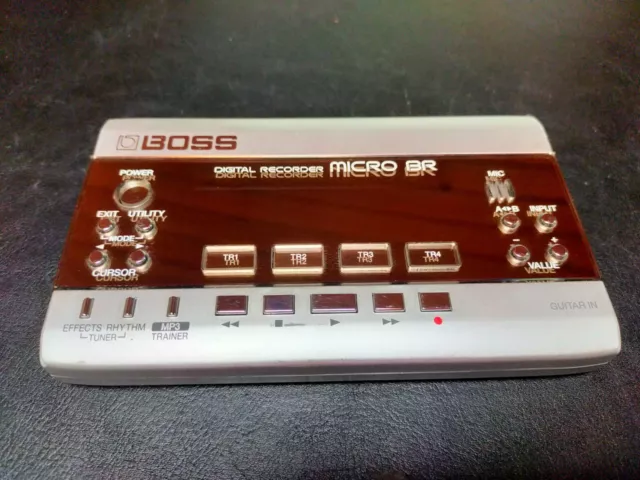 BOSS
DIGITAL RECORDER MICRO BR
POWER
MIC
EXIT UTILITY
A↔B INPUT
MODE
◄ ►
CURSOR
- +
VALUE
TR1 TR2 TR3 TR4
GUITAR IN
EFFECTS RHYTHM MP3
TUNER TRAINER